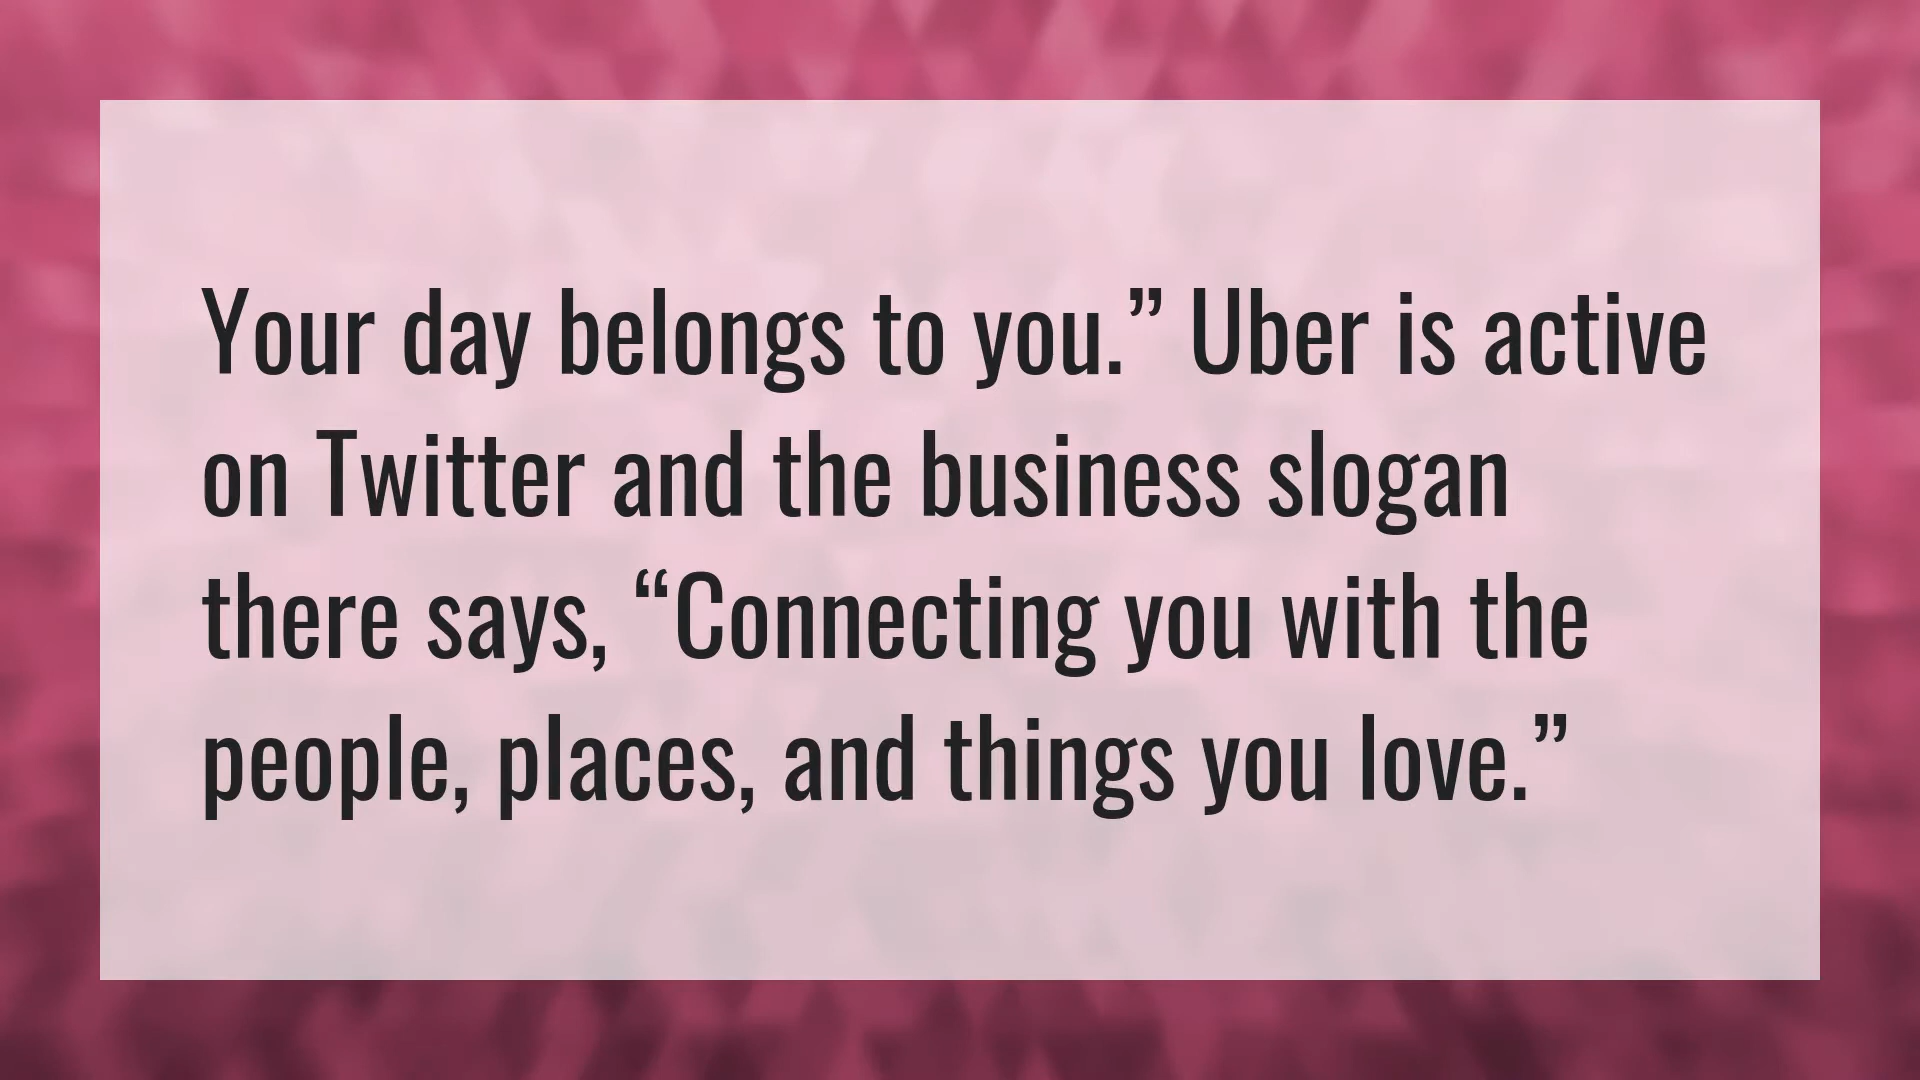 Your day belongs to you.” Uber is active
on Twitter and the business slogan
there says, “Connecting you with the
people, places, and things you love.”